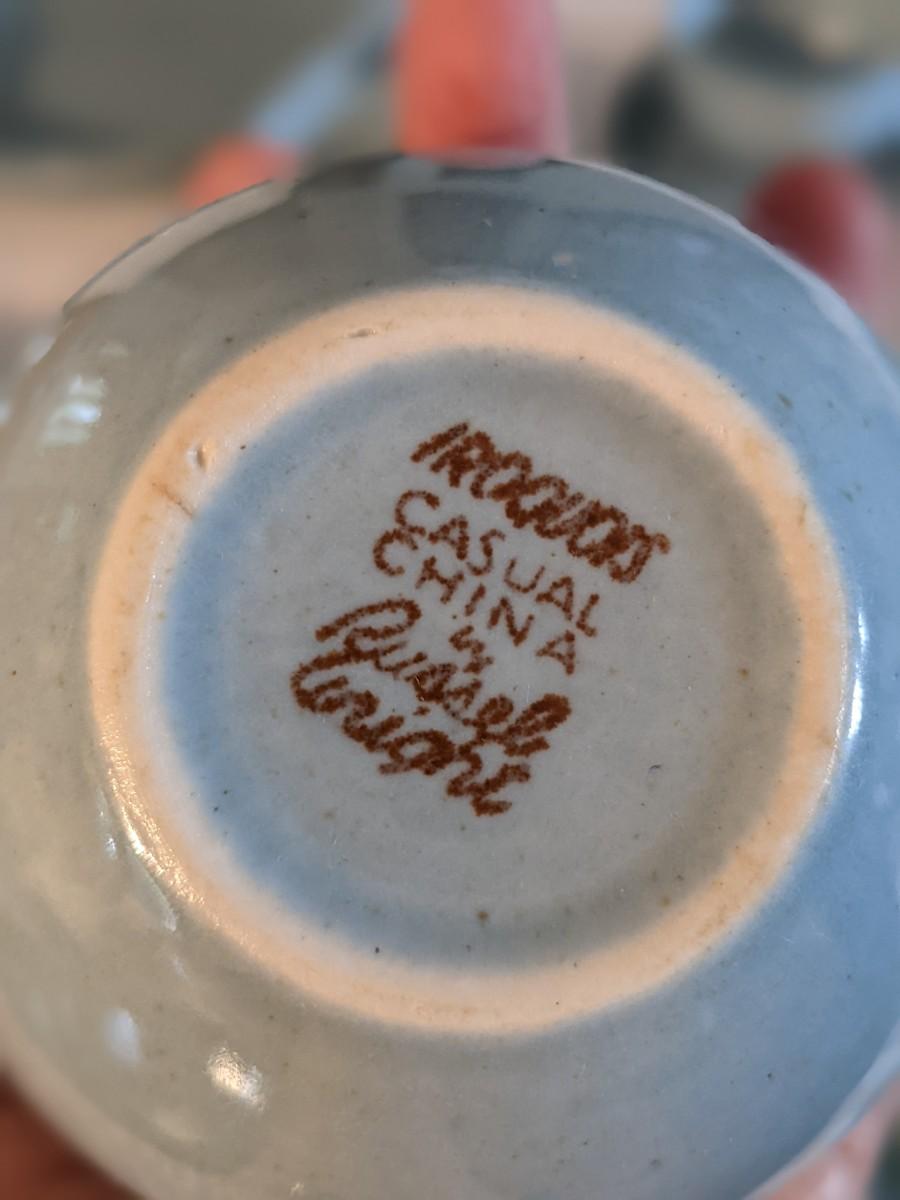 IROQUOIS
CASUAL
CHINA
by
Russel
Wright